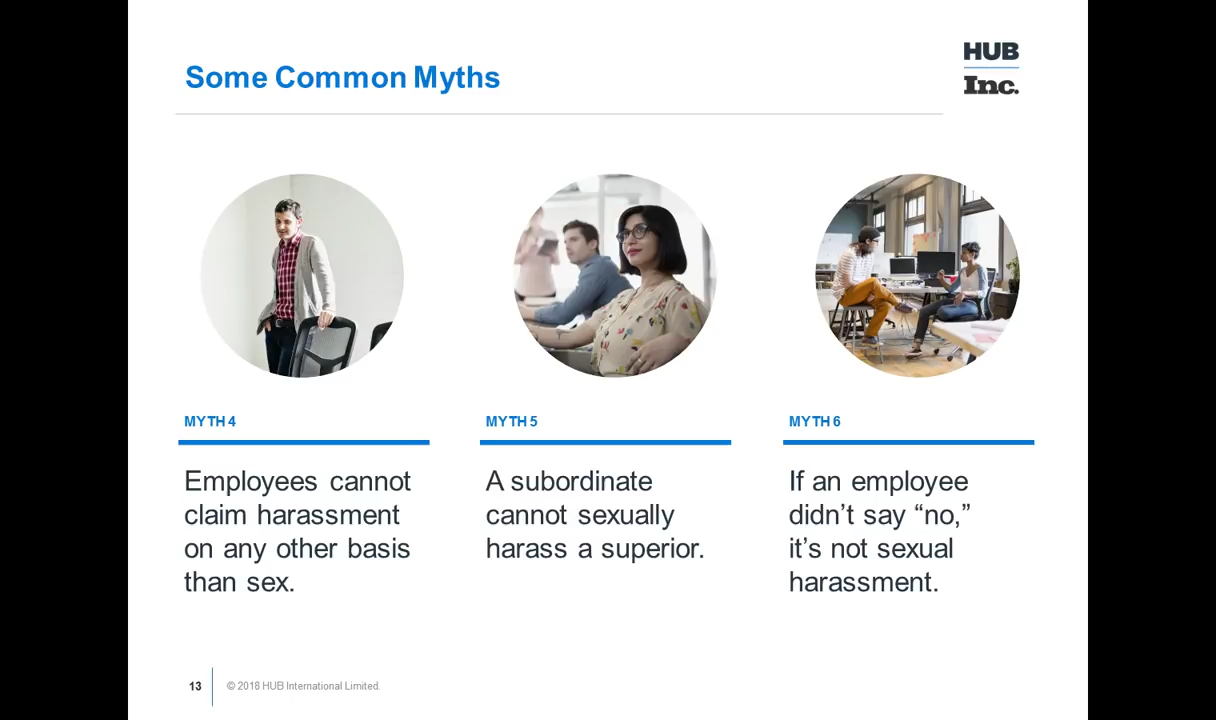 Some Common Myths
HUB
Inc.
MYTH 4
Employees cannot
claim harassment
on any other basis
than sex.
MYTH 5
A subordinate
cannot sexually
harass a superior.
MYTH 6
If an employee
didn’t say “no,”
it’s not sexual
harassment.
13
© 2018 HUB International Limited.